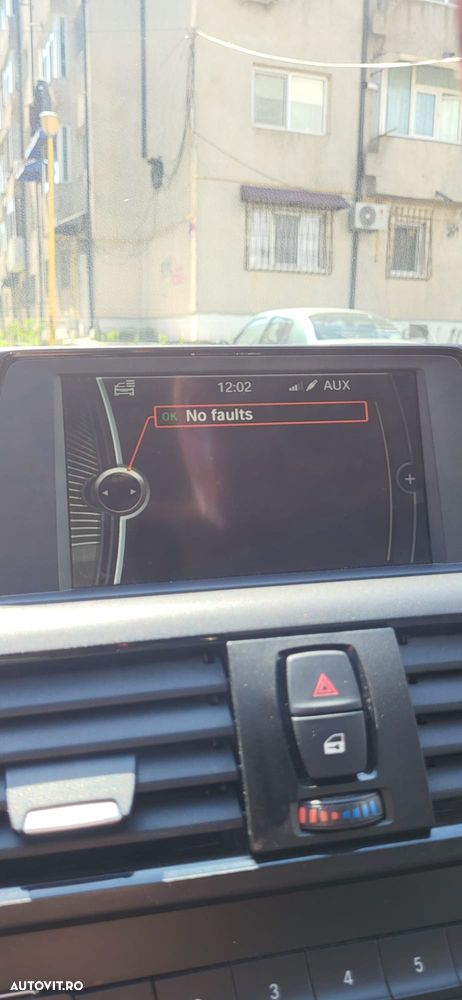 12:02 AUX
OK No faults
+
3 4 5
AUTOVIT.RO